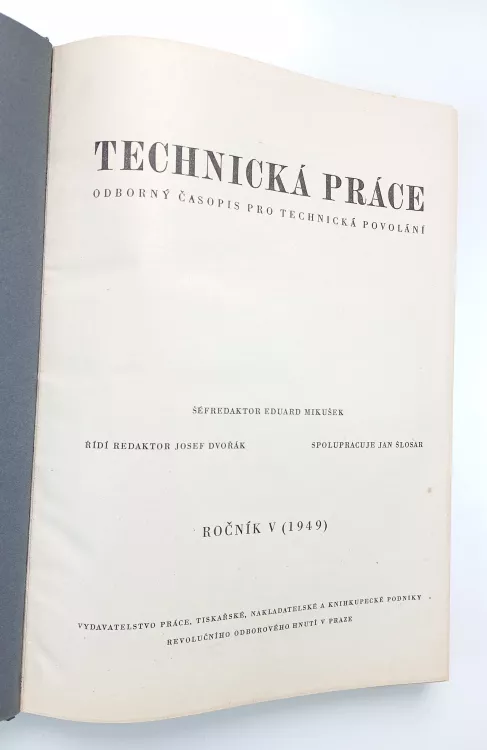 TECHNICKÁ PRÁCE
ODBORNÝ ČASOPIS PRO TECHNICKÁ POVOLÁNÍ
ŠÉFREDAKTOR EDUARD MIKUŠEK
ŘÍDÍ REDAKTOR JOSEF DVOŘÁK SPOLUPRACUJE JAN ŠLOSAR
ROČNÍK V (1949)
VYDAVATELSTVO PRÁCE, TISKAŘSKÉ, NAKLADATELSKÉ A KNIHKUPECKÉ PODNIKY
REVOLUČNÍHO ODBOROVÉHO HNUTÍ V PRAZE